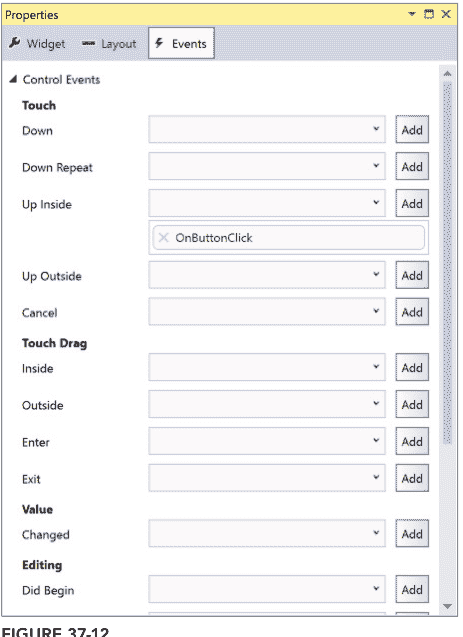 Properties
Widget Layout Events
Control Events
Touch
Down Add
Down Repeat Add
Up Inside Add
OnButtonClick
Up Outside Add
Cancel Add
Touch Drag
Inside Add
Outside Add
Enter Add
Exit Add
Value
Changed Add
Editing
Did Begin Add
FIGURE 37-12